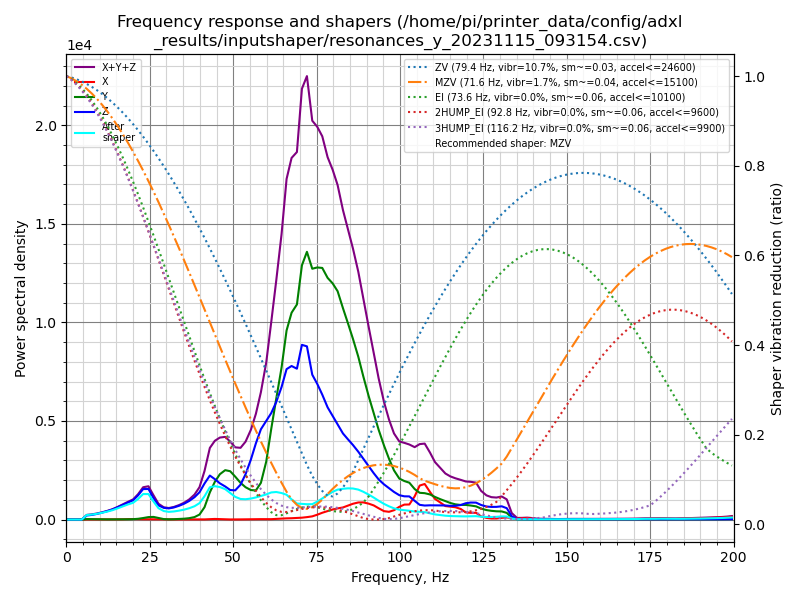 Frequency response and shapers (/home/pi/printer_data/config/adxl
_results/inputshaper/resonances_y_20231115_093154.csv)
1e4
X+Y+Z
X
Y
Z
After
shaper
ZV (79.4 Hz, vibr=10.7%, sm~=0.03, accel<=24600)
MZV (71.6 Hz, vibr=1.7%, sm~=0.04, accel<=15100)
EI (73.6 Hz, vibr=0.0%, sm~=0.06, accel<=10100)
2HUMP_EI (92.8 Hz, vibr=0.0%, sm~=0.06, accel<=9600)
3HUMP_EI (116.2 Hz, vibr=0.0%, sm~=0.06, accel<=9900)
Recommended shaper: MZV
Power spectral density
2.0
1.5
1.0
0.5
0.0
1.0
0.8
0.6
0.4
0.2
0.0
Shaper vibration reduction (ratio)
0 25 50 75 100 125 150 175 200
Frequency, Hz